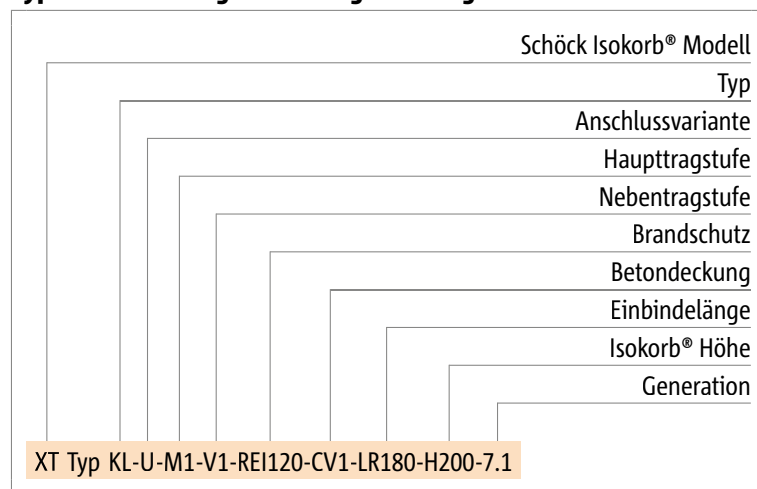 Schöck Isokorb® Modell
Typ
Anschlussvariante
Haupttragstufe
Nebentragstufe
Brandschutz
Betondeckung
Einbindelänge
Isokorb® Höhe
Generation
XT Typ KL-U-M1-V1-REI120-CV1-LR180-H200-7.1